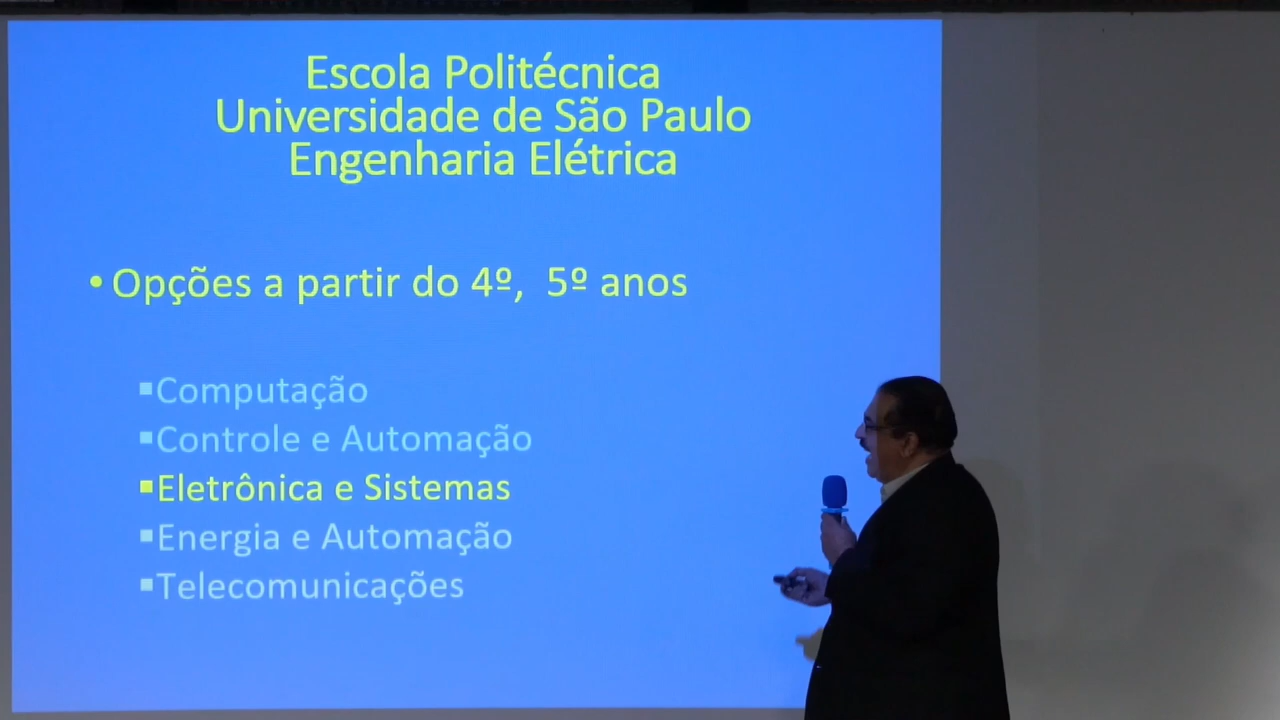 Escola Politécnica
Universidade de São Paulo
Engenharia Elétrica
• Opções a partir do 4º, 5º anos
▪Computação
▪Controle e Automação
▪Eletrônica e Sistemas
▪Energia e Automação
▪Telecomunicações